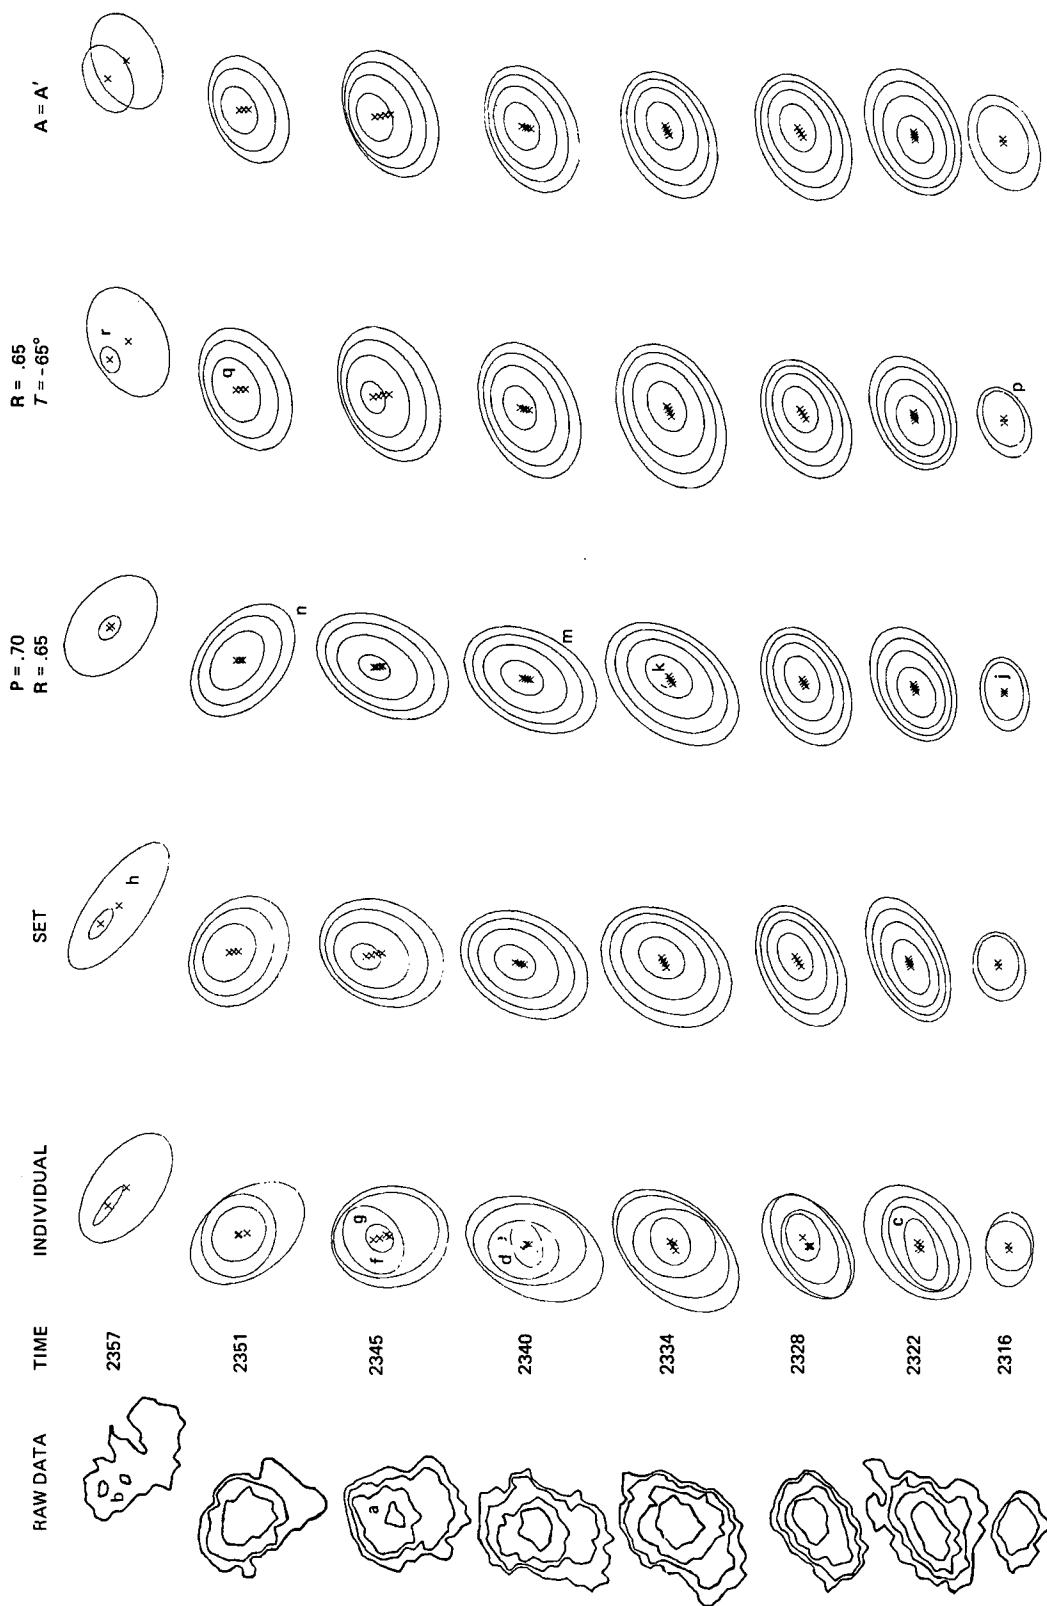 P = .70 R = .65
RAW DATA TIME INDIVIDUAL SET R = .65 T = -65° A = A'
b 2357 h r
2351 n q
a 2345 f g
2340 d m
2334 k
2328
2322 c
2316 j p